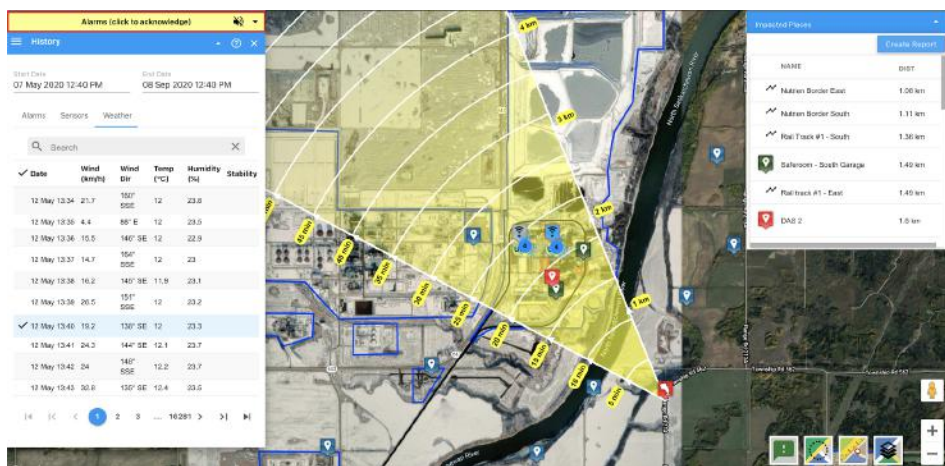 Alarms (click to acknowledge)
History
Start Date
07 May 2020 12:40 PM
End Date
08 Sep 2020 12:40 PM
Alarms
Sensors
Weather
Search
Date
Wind (km/h)
Wind Dir
Temp (°C)
Humidity (%)
Stability
12 May 13:34 21.7 160° SSE 12 23.8
12 May 13:35 4.4 88° E 12 23.5
12 May 13:36 15.5 146° SE 12 22.9
12 May 13:37 14.7 164° SSE 12 23
12 May 13:38 16.2 145° SE 11.9 23.1
12 May 13:39 26.5 151° SSE 12 23.2
12 May 13:40 19.2 138° SE 12 23.3
12 May 13:41 24.3 144° SE 12.1 23.7
12 May 13:42 24 148° SSE 12.2 23.7
12 May 13:43 32.8 135° SE 12.4 23.5
1 2 3 ... 16281
4 km
3 km
2 km
1 km
45 min
40 min
35 min
30 min
25 min
20 min
15 min
10 min
5 min
North Saskatchewan River
Township Rd 562
Impacted Places
Create Report
NAME
DIST
Nutrien Border East 1.06 km
Nutrien Border South 1.11 km
Rail Track #1 - South 1.36 km
Saferoom - South Garage 1.49 km
Rail track #1 - East 1.49 km
DAB 2 1.6 km